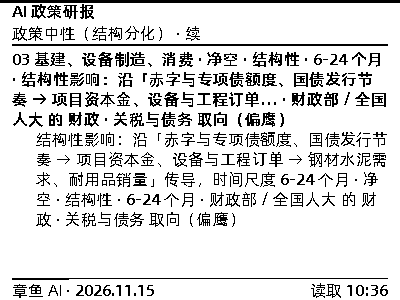 AI 政策研报
政策中性（结构分化）· 续
03 基建、设备制造、消费 · 净空 · 结构性 · 6-24 个月
· 结构性影响：沿「赤字与专项债额度、国债发行节
奏 → 项目资本金、设备与工程订单… · 财政部 / 全国
人大 的 财政 · 关税与债务 取向（偏鹰）
结构性影响：沿「赤字与专项债额度、国债发行节
奏 → 项目资本金、设备与工程订单 → 钢材水泥需
求、耐用品销量」传导，时间尺度 6-24 个月 · 净
空 · 结构性 · 6-24 个月 · 财政部 / 全国人大 的 财
政 · 关税与债务 取向（偏鹰）
章鱼 AI · 2026.11.15
读取 10:36